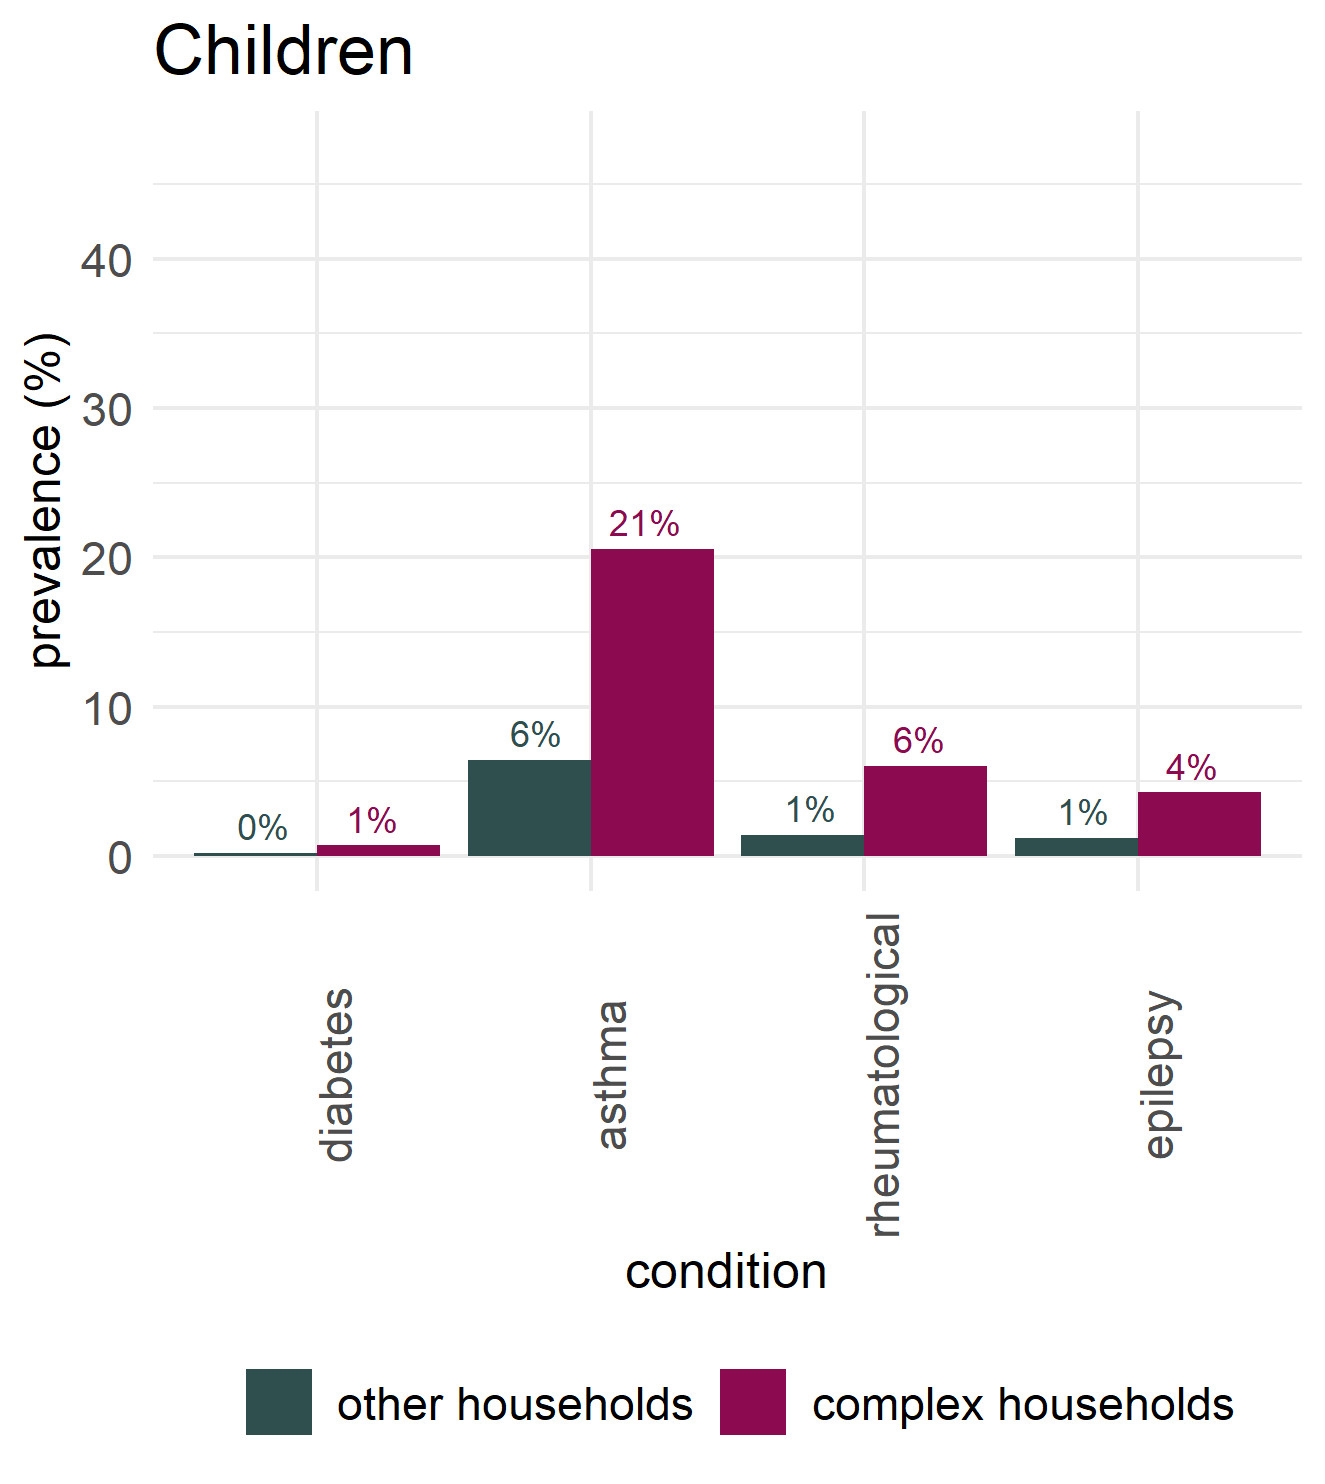 Children
prevalence (%)
40
30
20
10
0
0%
1%
6%
21%
1%
6%
1%
4%
diabetes
asthma
rheumatological
epilepsy
condition
other households
complex households